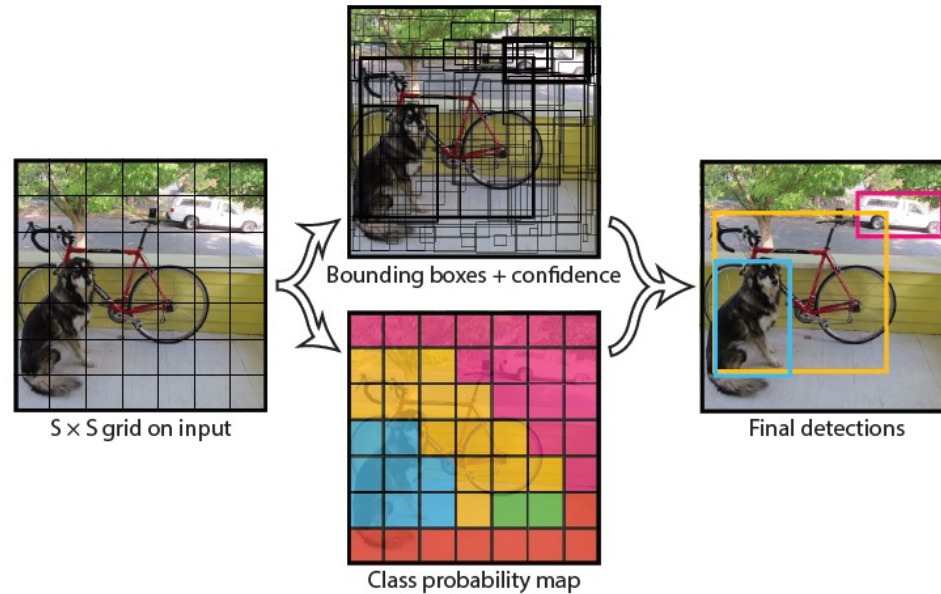 Bounding boxes + confidence
S × S grid on input
Final detections
Class probability map